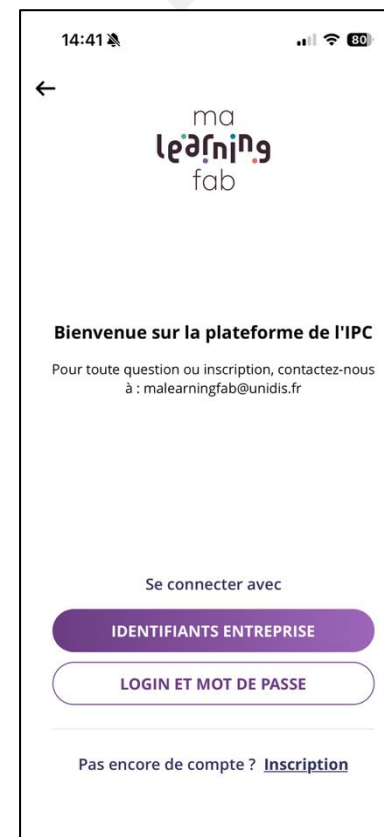 14:41
80
ma
learning
fab
Bienvenue sur la plateforme de l'IPC
Pour toute question ou inscription, contactez-nous
à : malearningfab@unidis.fr
Se connecter avec
IDENTIFIANTS ENTREPRISE
LOGIN ET MOT DE PASSE
Pas encore de compte ? Inscription